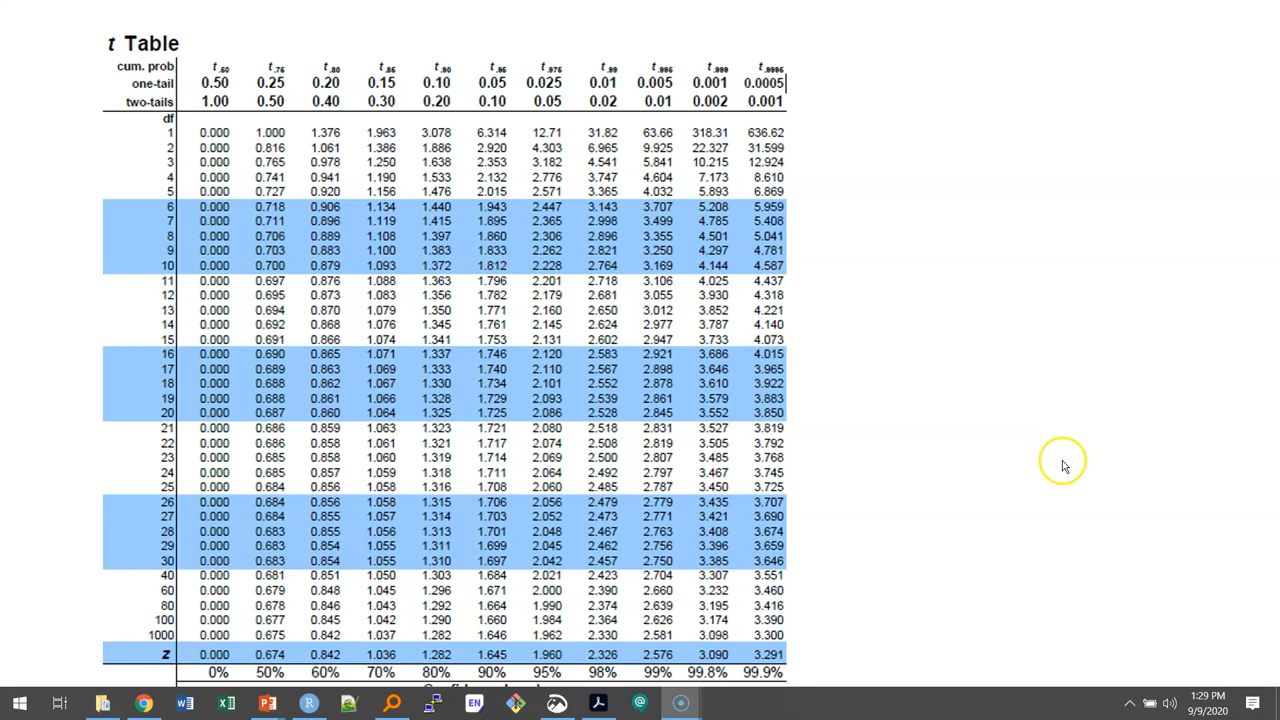 t Table
cum. prob t.50 t.75 t.80 t.85 t.90 t.95 t.975 t.99 t.995 t.999 t.9995
one-tail 0.50 0.25 0.20 0.15 0.10 0.05 0.025 0.01 0.005 0.001 0.0005
two-tails 1.00 0.50 0.40 0.30 0.20 0.10 0.05 0.02 0.01 0.002 0.001
df
1 0.000 1.000 1.376 1.963 3.078 6.314 12.71 31.82 63.66 318.31 636.62
2 0.000 0.816 1.061 1.386 1.886 2.920 4.303 6.965 9.925 22.327 31.599
3 0.000 0.765 0.978 1.250 1.638 2.353 3.182 4.541 5.841 10.215 12.924
4 0.000 0.741 0.941 1.190 1.533 2.132 2.776 3.747 4.604 7.173 8.610
5 0.000 0.727 0.920 1.156 1.476 2.015 2.571 3.365 4.032 5.893 6.869
6 0.000 0.718 0.906 1.134 1.440 1.943 2.447 3.143 3.707 5.208 5.959
7 0.000 0.711 0.896 1.119 1.415 1.895 2.365 2.998 3.499 4.785 5.408
8 0.000 0.706 0.889 1.108 1.397 1.860 2.306 2.896 3.355 4.501 5.041
9 0.000 0.703 0.883 1.100 1.383 1.833 2.262 2.821 3.250 4.297 4.781
10 0.000 0.700 0.879 1.093 1.372 1.812 2.228 2.764 3.169 4.144 4.587
11 0.000 0.697 0.876 1.088 1.363 1.796 2.201 2.718 3.106 4.025 4.437
12 0.000 0.695 0.873 1.083 1.356 1.782 2.179 2.681 3.055 3.930 4.318
13 0.000 0.694 0.870 1.079 1.350 1.771 2.160 2.650 3.012 3.852 4.221
14 0.000 0.692 0.868 1.076 1.345 1.761 2.145 2.624 2.977 3.787 4.140
15 0.000 0.691 0.866 1.074 1.341 1.753 2.131 2.602 2.947 3.733 4.073
16 0.000 0.690 0.865 1.071 1.337 1.746 2.120 2.583 2.921 3.686 4.015
17 0.000 0.689 0.863 1.069 1.333 1.740 2.110 2.567 2.898 3.646 3.965
18 0.000 0.688 0.862 1.067 1.330 1.734 2.101 2.552 2.878 3.610 3.922
19 0.000 0.688 0.861 1.066 1.328 1.729 2.093 2.539 2.861 3.579 3.883
20 0.000 0.687 0.860 1.064 1.325 1.725 2.086 2.528 2.845 3.552 3.850
21 0.000 0.686 0.859 1.063 1.323 1.721 2.080 2.518 2.831 3.527 3.819
22 0.000 0.686 0.858 1.061 1.321 1.717 2.074 2.508 2.819 3.505 3.792
23 0.000 0.685 0.858 1.060 1.319 1.714 2.069 2.500 2.807 3.485 3.768
24 0.000 0.685 0.857 1.059 1.318 1.711 2.064 2.492 2.797 3.467 3.745
25 0.000 0.684 0.856 1.058 1.316 1.708 2.060 2.485 2.787 3.450 3.725
26 0.000 0.684 0.856 1.058 1.315 1.706 2.056 2.479 2.779 3.435 3.707
27 0.000 0.684 0.855 1.057 1.314 1.703 2.052 2.473 2.771 3.421 3.690
28 0.000 0.683 0.855 1.056 1.313 1.701 2.048 2.467 2.763 3.408 3.674
29 0.000 0.683 0.854 1.055 1.311 1.699 2.045 2.462 2.756 3.396 3.659
30 0.000 0.683 0.854 1.055 1.310 1.697 2.042 2.457 2.750 3.385 3.646
40 0.000 0.681 0.851 1.050 1.303 1.684 2.021 2.423 2.704 3.307 3.551
60 0.000 0.679 0.848 1.045 1.296 1.671 2.000 2.390 2.660 3.232 3.460
80 0.000 0.678 0.846 1.043 1.292 1.664 1.990 2.374 2.639 3.195 3.416
100 0.000 0.677 0.845 1.042 1.290 1.660 1.984 2.364 2.626 3.174 3.390
1000 0.000 0.675 0.842 1.037 1.282 1.646 1.962 2.330 2.581 3.098 3.300
z 0.000 0.674 0.842 1.036 1.282 1.645 1.960 2.326 2.576 3.090 3.291
0% 50% 60% 70% 80% 90% 95% 98% 99% 99.8% 99.9%
EN
1:29 PM
9/9/2020